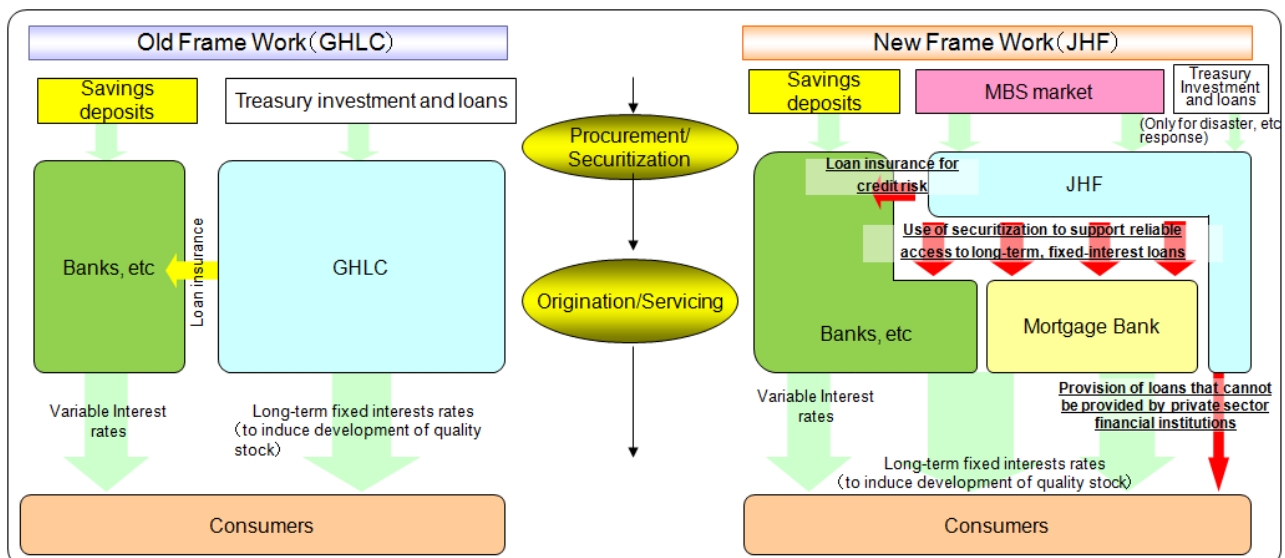 Old Frame Work（GHLC）
Savings
deposits
Treasury investment and loans
Banks, etc
Loan insurance
GHLC
Variable Interest
rates
Long-term fixed interests rates
（to induce development of quality
stock）
Consumers
Procurement/
Securitization
Origination/Servicing
New Frame Work（JHF）
Savings
deposits
MBS market
Treasury
Investment
and loans
(Only for disaster, etc
response)
Loan insurance for
credit risk
JHF
Use of securitization to support reliable
access to long-term, fixed-interest loans
Banks, etc
Mortgage Bank
Variable Interest
rates
Provision of loans that cannot
be provided by private sector
financial institutions
Long-term fixed interests rates
（to induce development of quality stock）
Consumers